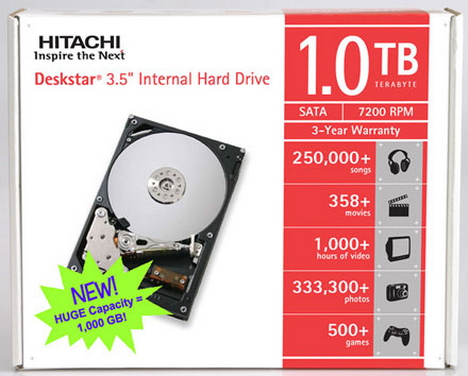 HITACHI
Inspire the Next
Deskstar® 3.5" Internal Hard Drive
1.0 TB
TERABYTE
SATA 7200 RPM
3-Year Warranty
250,000+
songs
358+
movies
1,000+
hours of video
333,300+
photos
500+
games
NEW!
HUGE Capacity =
1,000 GB!